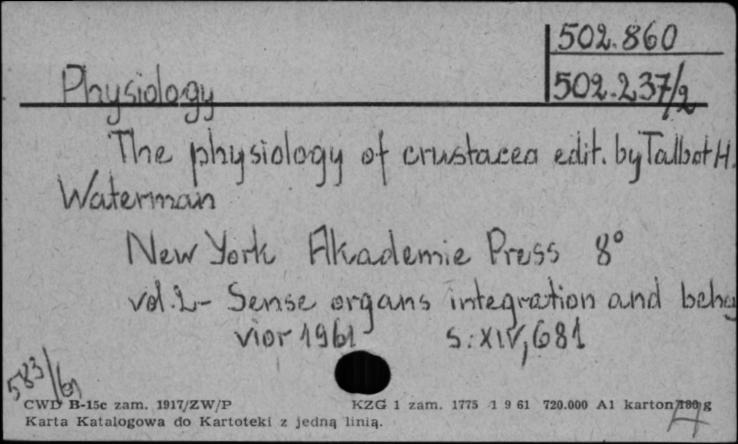 502.860
Physiology 502.237/2
The physiology of crustacea edit. by Talbot H.
Waterman
New York Akademie Press 8°
vol. 2 - Sense organs integration and beha
vior 1961 s: XIV, 681
583/61
CWD B-15c zam. 1917/ZW/P KZG 1 zam. 1775 1 9 61 720.000 A1 karton 180 g
Karta Katalogowa do Kartoteki z jedną linią.